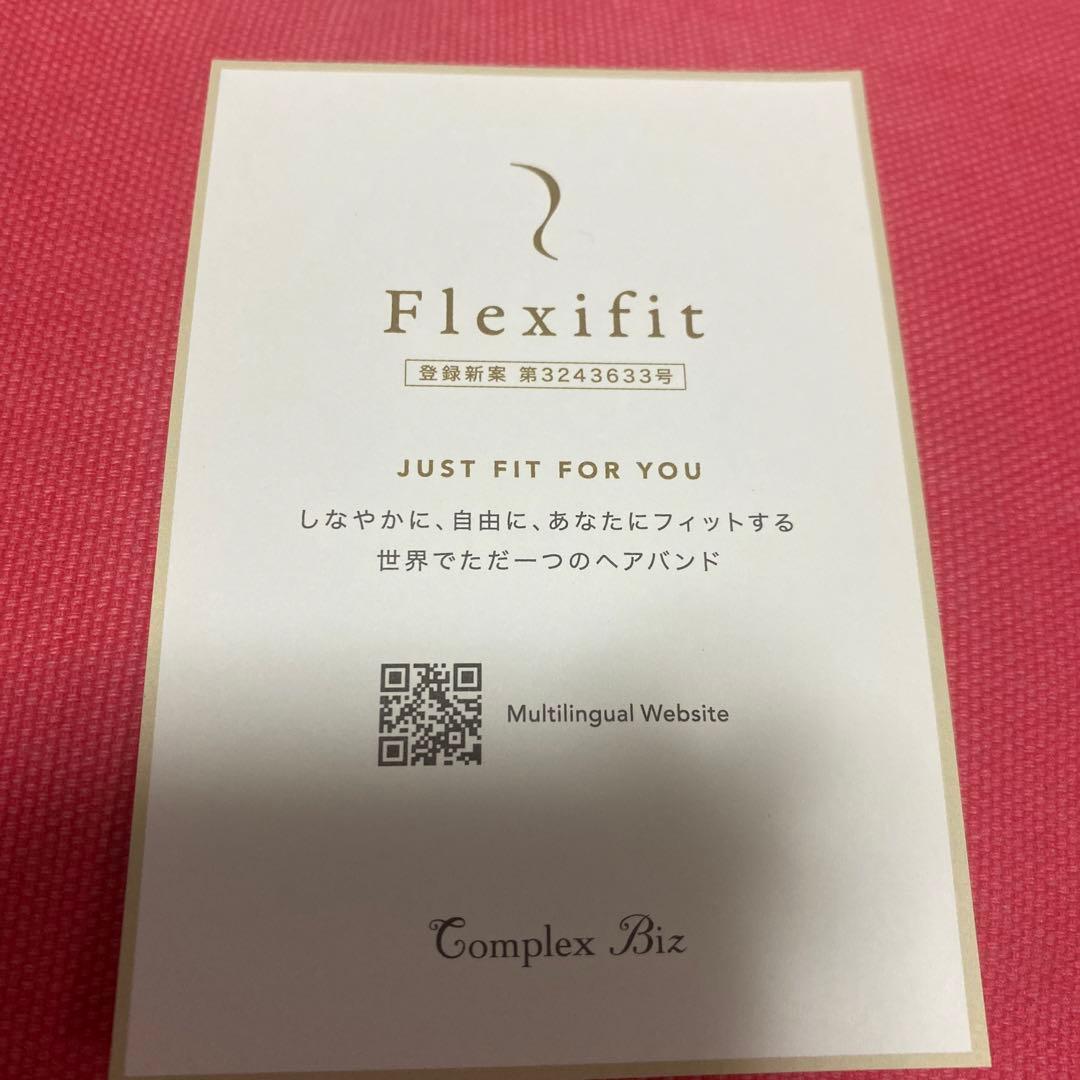 Flexifit
登録新案 第3243633号
JUST FIT FOR YOU
しなやかに、自由に、あなたにフィットする
世界でただ一つのヘアバンド
Multilingual Website
Complex Biz